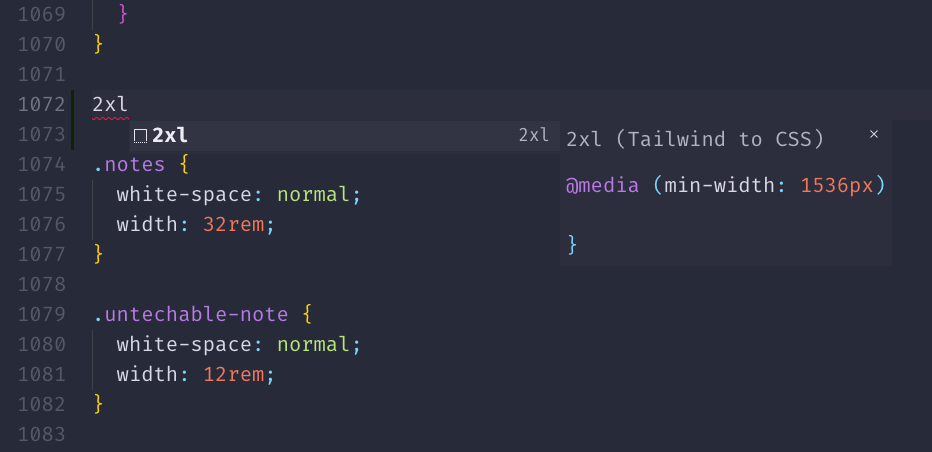 1069 }
1070 }
1071
1072 2xl
1073 2xl 2xl 2xl (Tailwind to CSS) ×
1074 .notes {
1075 white-space: normal; @media (min-width: 1536px)
1076 width: 32rem;
1077 } }
1078
1079 .untechable-note {
1080 white-space: normal;
1081 width: 12rem;
1082 }
1083